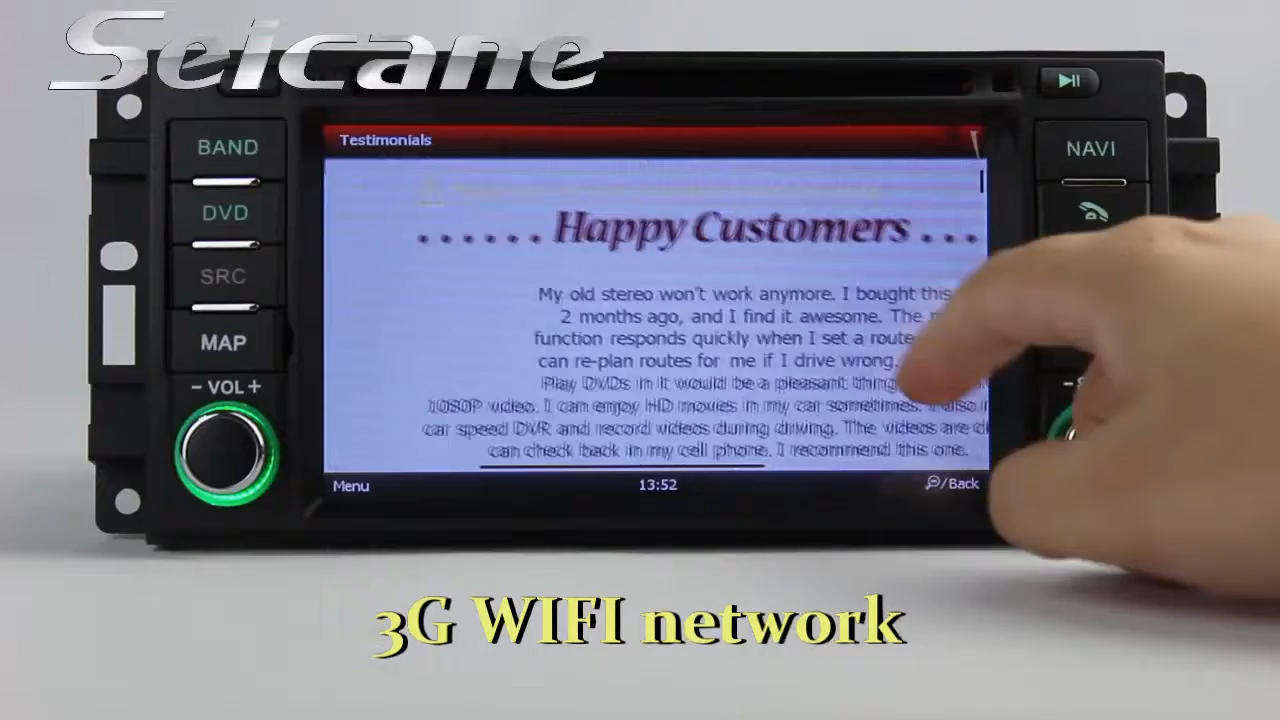 Seicane
BAND
DVD
SRC
MAP
- VOL +
NAVI
Testimonials
...... Happy Customers ...
My old stereo won't work anymore. I bought this
2 months ago, and I find it awesome. The
function responds quickly when I set a route
can re-plan routes for me if I drive wrong.
Play DVDs in it would be a pleasant thing
1080P video. I can enjoy HD movies in my car sometimes. I also
car speed DVR and record videos during driving. The videos are
can check back in my cell phone. I recommend this one.
Menu
13:52
/Back
3G WIFI network